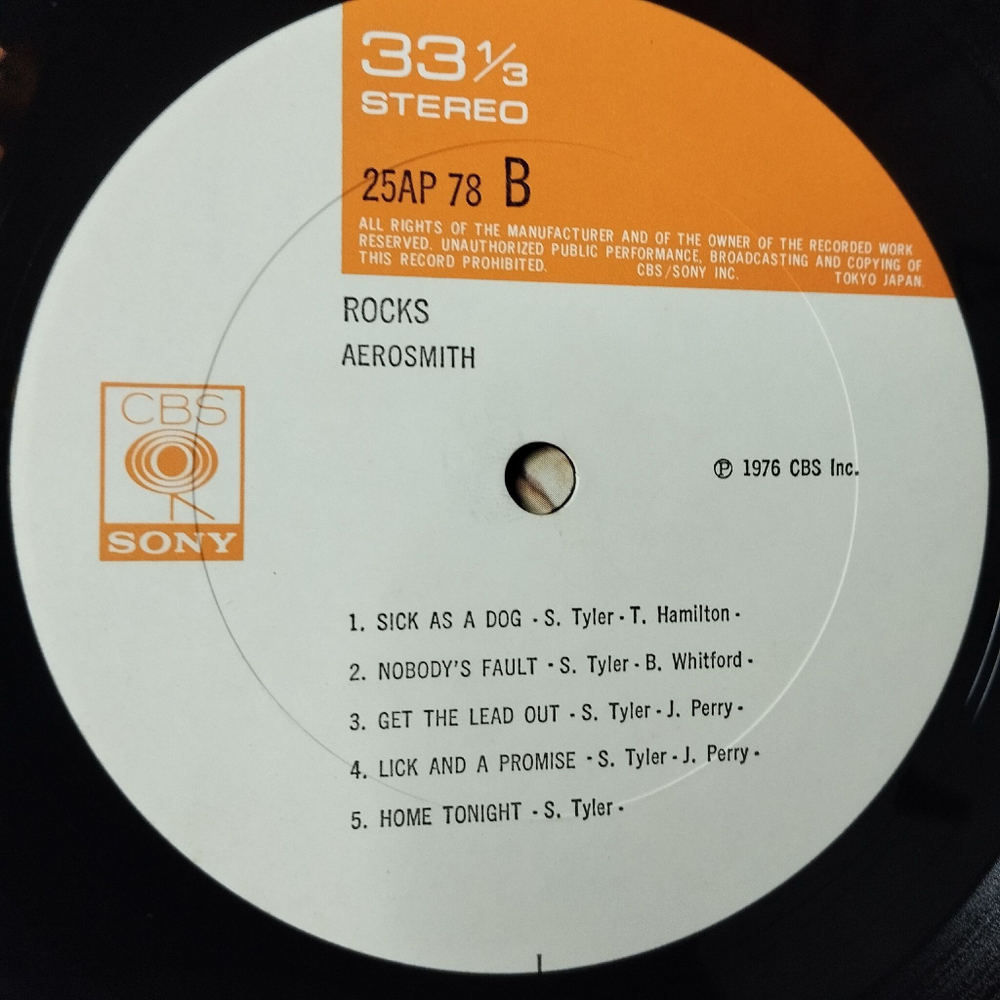 33 1/3
STEREO
25AP 78 B
ALL RIGHTS OF THE MANUFACTURER AND OF THE OWNER OF THE RECORDED WORK
RESERVED. UNAUTHORIZED PUBLIC PERFORMANCE, BROADCASTING AND COPYING OF
THIS RECORD PROHIBITED. CBS/SONY INC. TOKYO JAPAN.
ROCKS
AEROSMITH
CBS
SONY
℗ 1976 CBS Inc.
1. SICK AS A DOG - S. Tyler - T. Hamilton -
2. NOBODY'S FAULT - S. Tyler - B. Whitford -
3. GET THE LEAD OUT - S. Tyler - J. Perry -
4. LICK AND A PROMISE - S. Tyler - J. Perry -
5. HOME TONIGHT - S. Tyler -